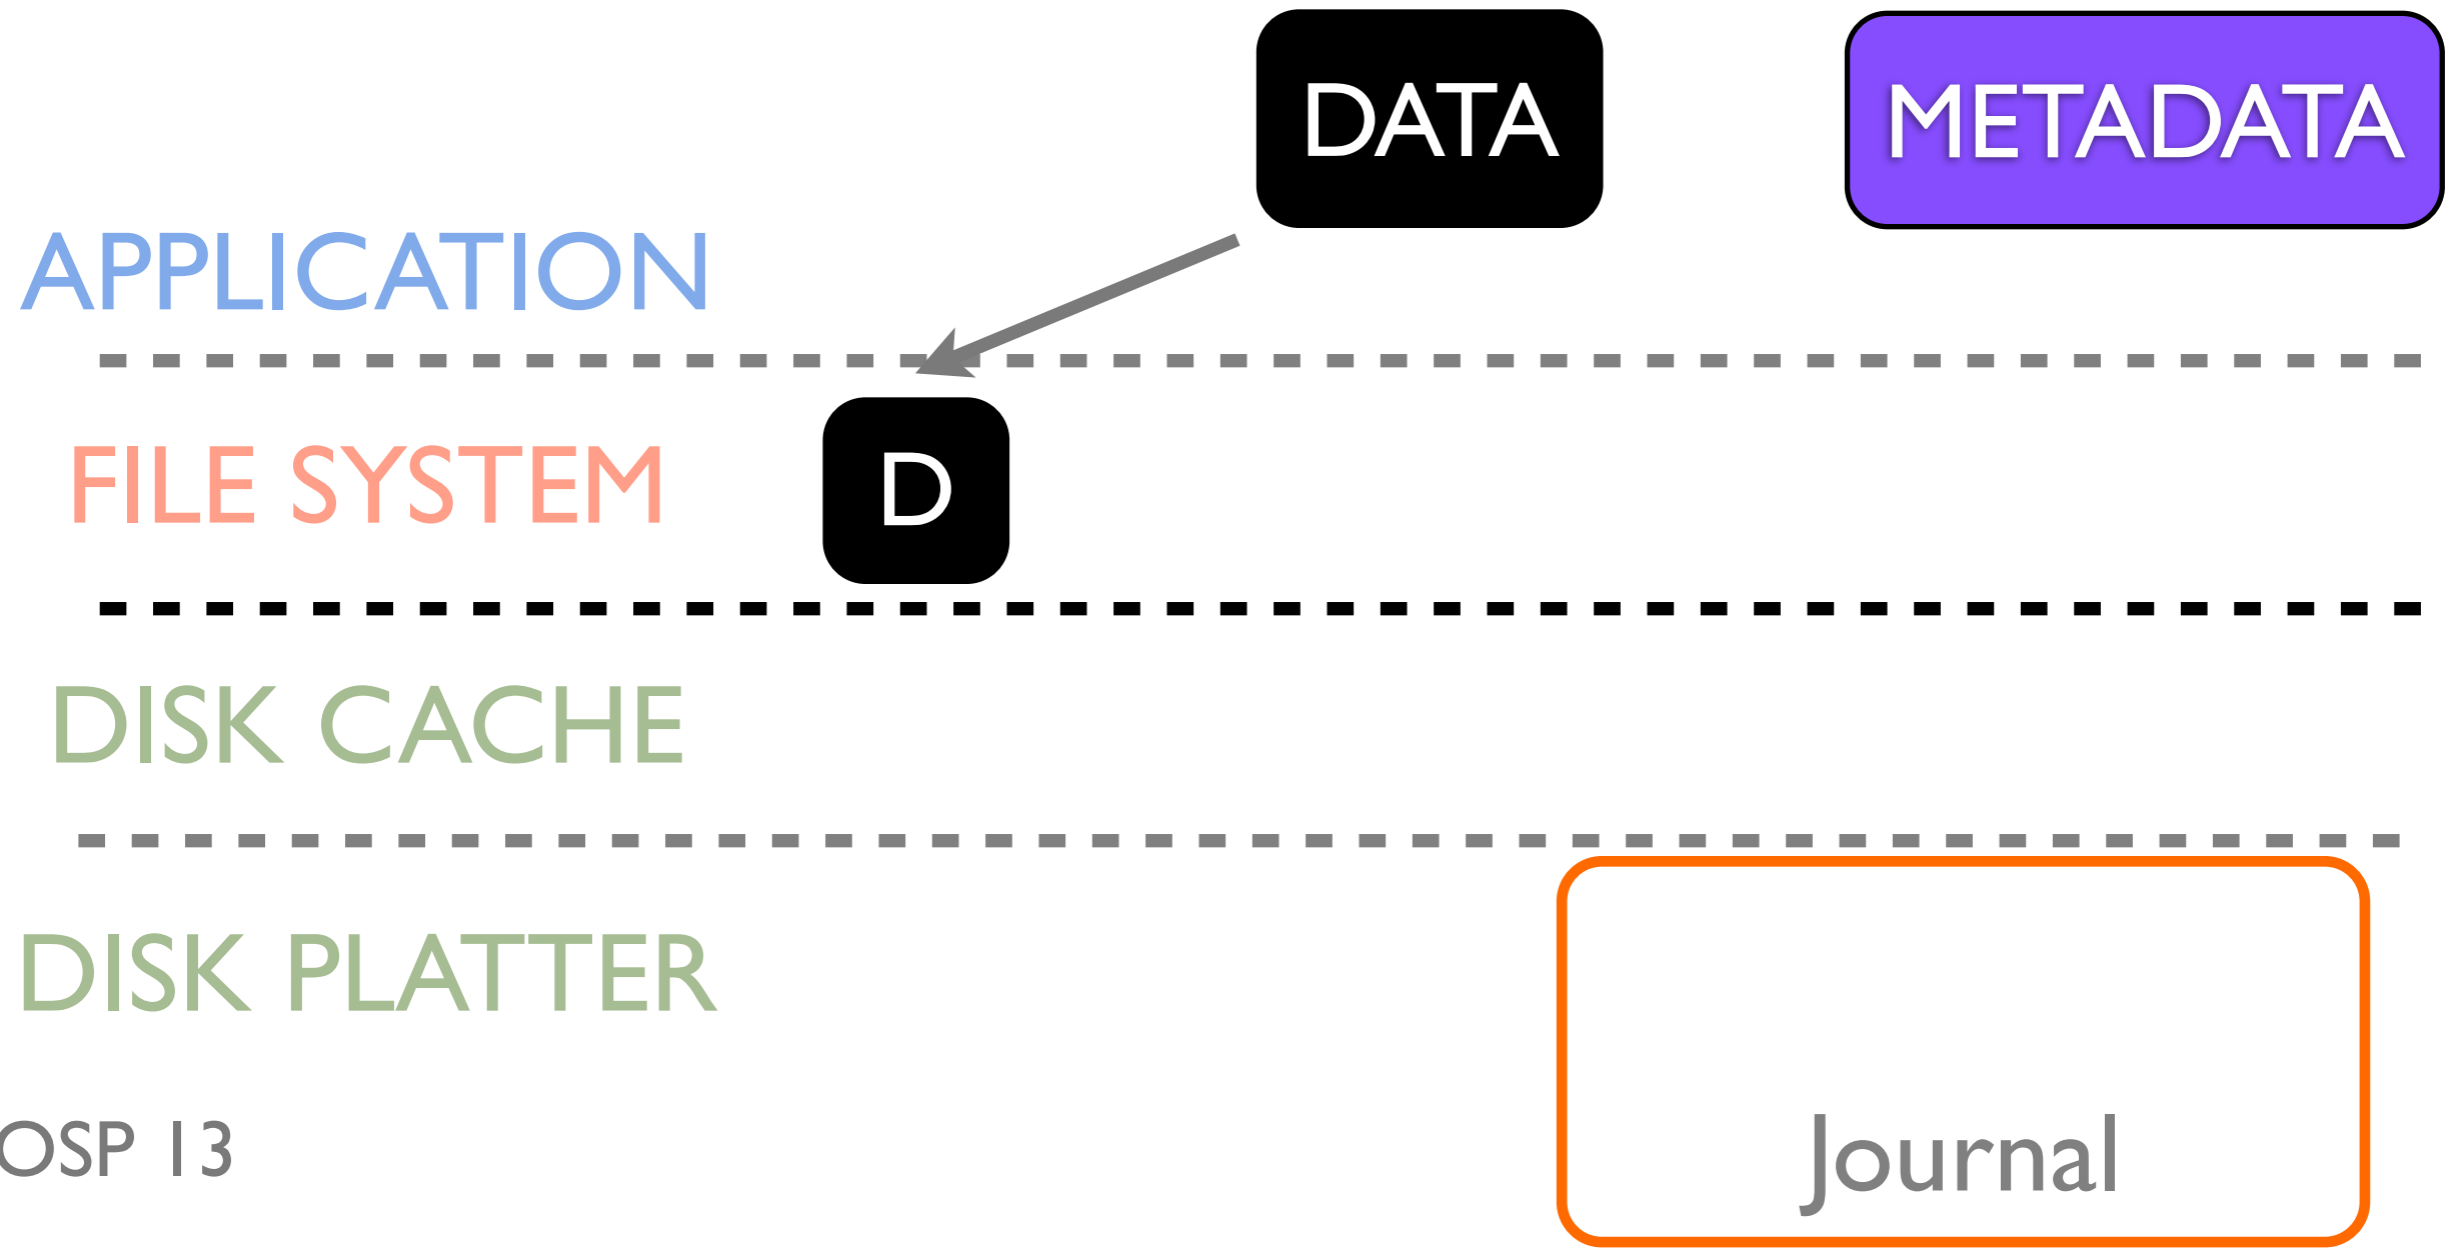 DATA
METADATA
APPLICATION
FILE SYSTEM
D
DISK CACHE
DISK PLATTER
OSP 13
Journal